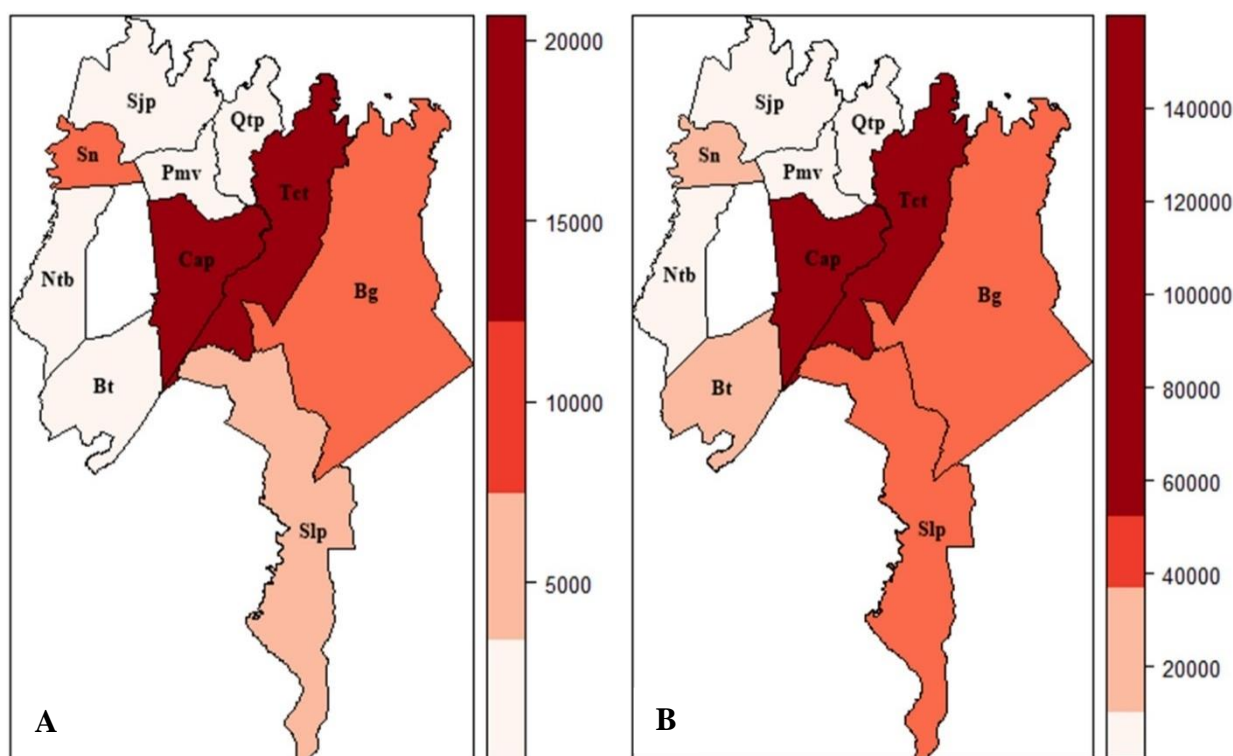 Sjp
Qtp
Sn
Pmv
Tct
Cap
Ntb
Bg
Bt
Slp
A
20000
15000
10000
5000
Sjp
Qtp
Sn
Pmv
Tct
Cap
Ntb
Bg
Bt
Slp
B
140000
120000
100000
80000
60000
40000
20000